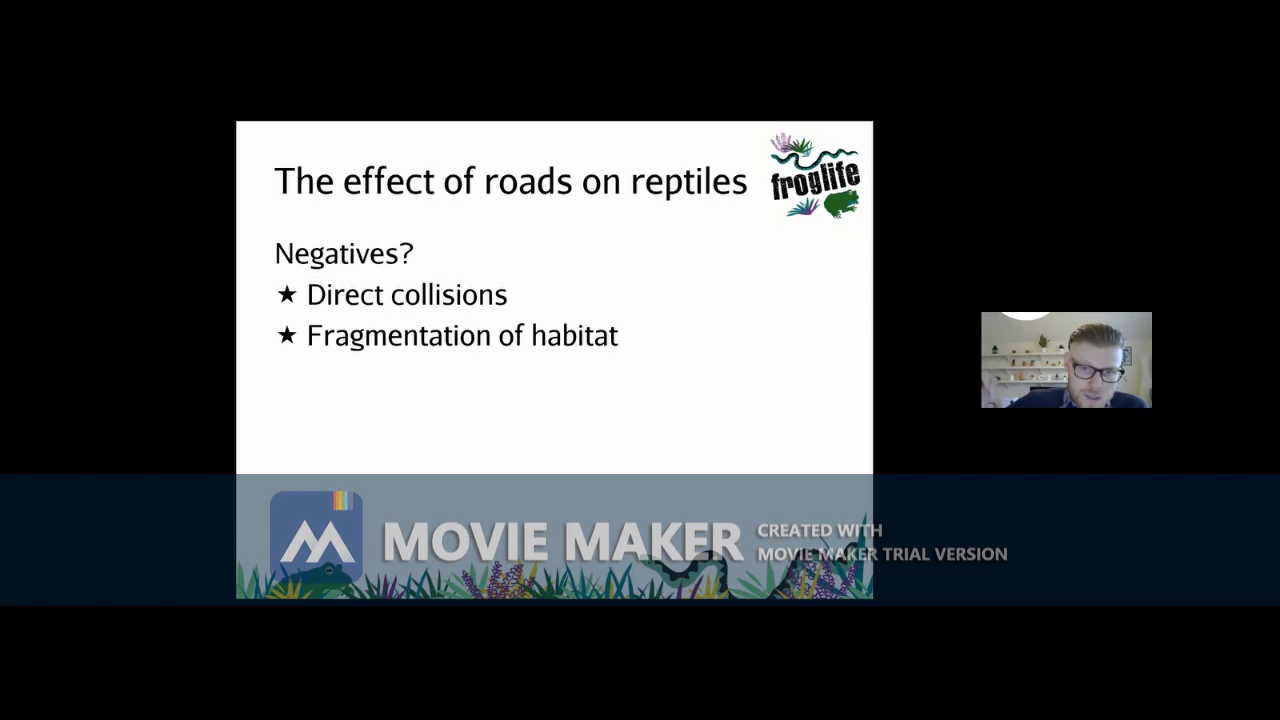 The effect of roads on reptiles
froglife
Negatives?
★ Direct collisions
★ Fragmentation of habitat
MOVIE MAKER
CREATED WITH
MOVIE MAKER TRIAL VERSION